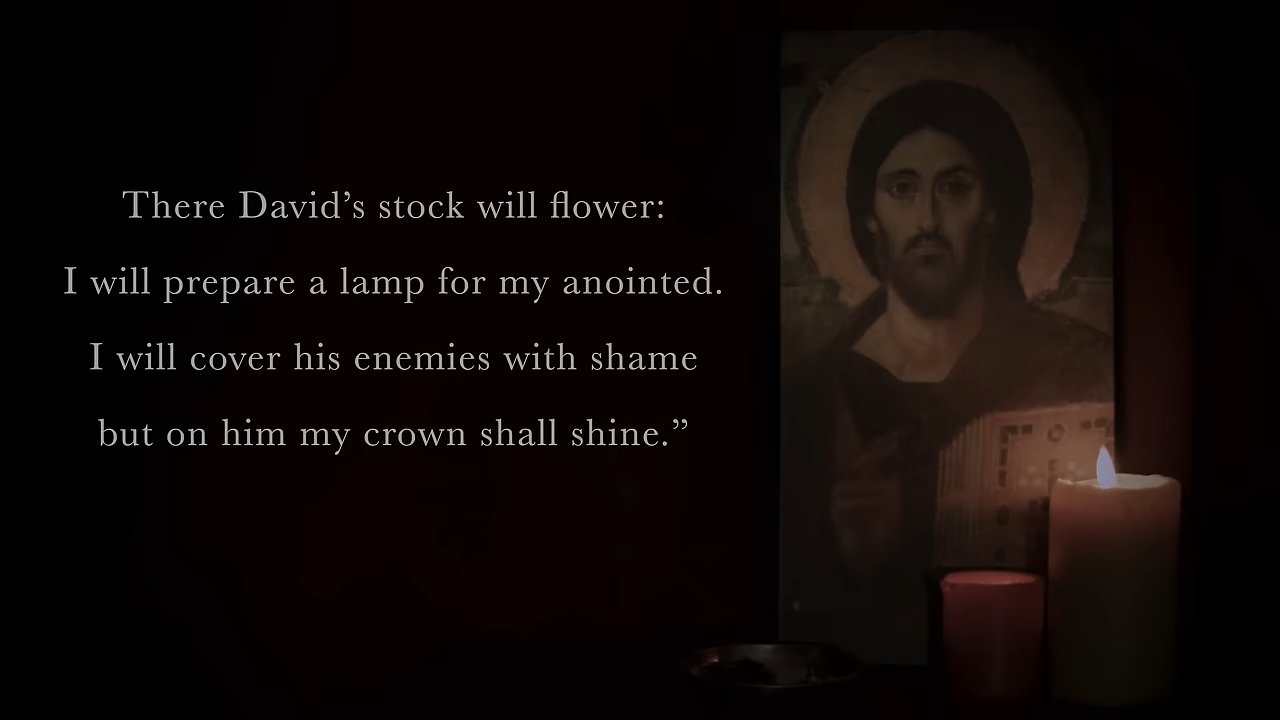 There David’s stock will flower:
I will prepare a lamp for my anointed.
I will cover his enemies with shame
but on him my crown shall shine.”